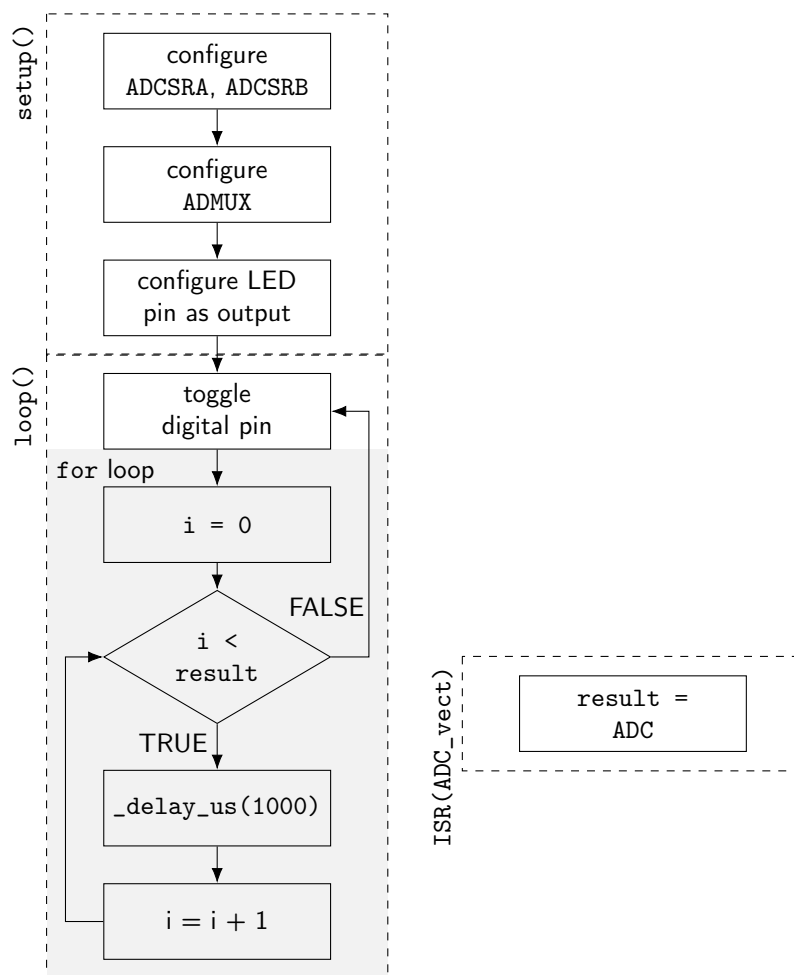 setup()
configure
ADCSRA, ADCSRB
configure
ADMUX
configure LED
pin as output
loop()
toggle
digital pin
for loop
i = 0
FALSE
i <
result
TRUE
_delay_us(1000)
i = i + 1
ISR(ADC_vect)
result =
ADC